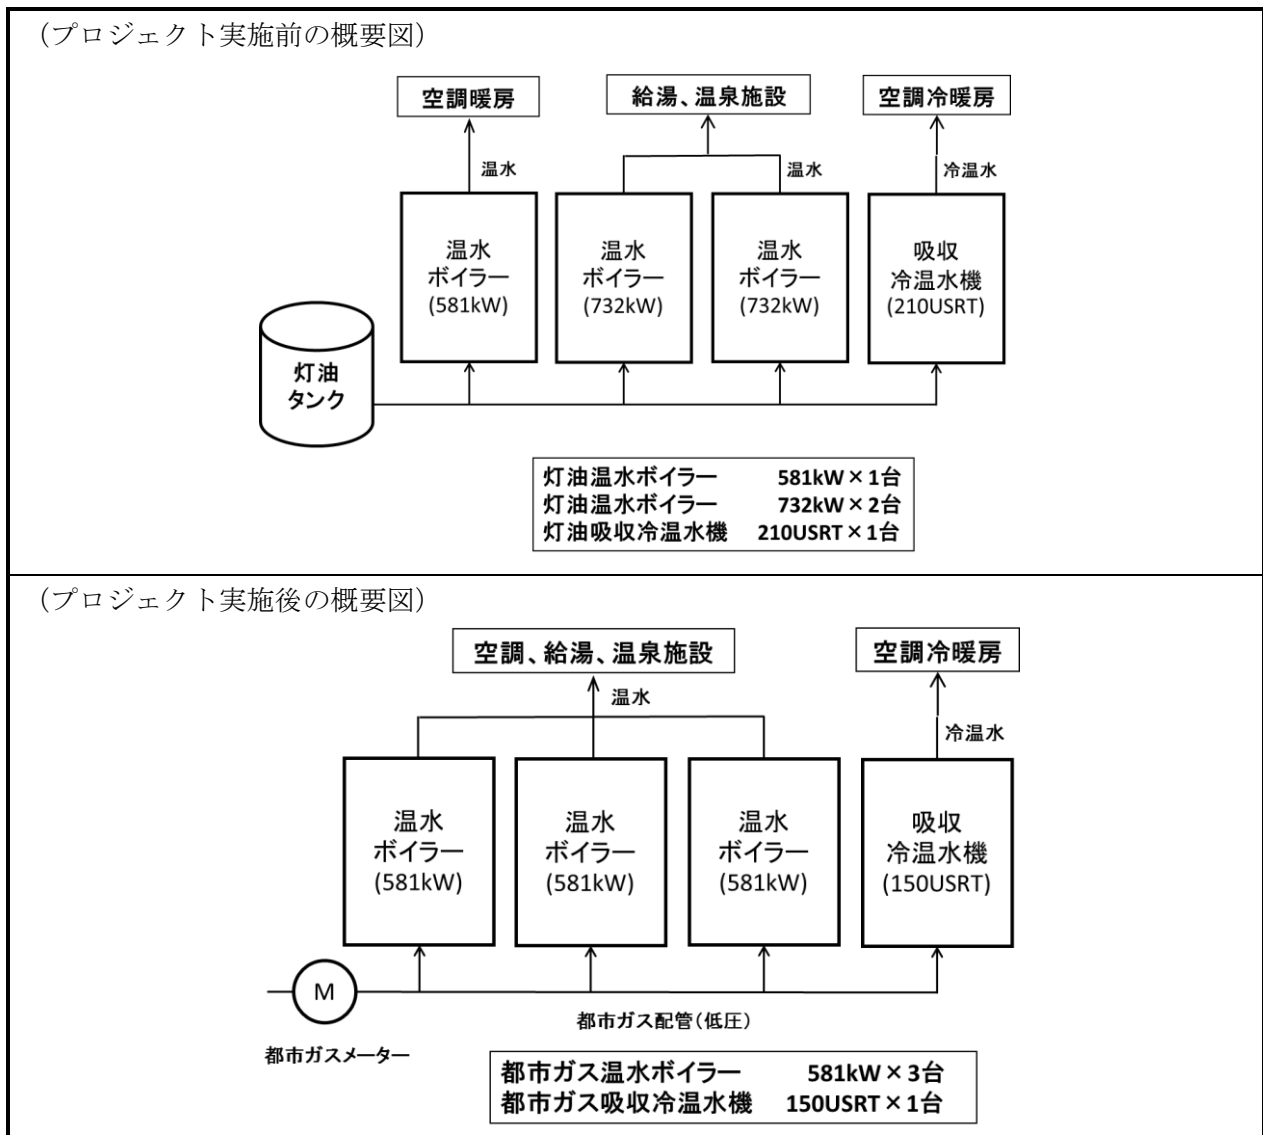 （プロジェクト実施前の概要図）
空調暖房
給湯、温泉施設
空調冷暖房
温水
温水
冷温水
温水
ボイラー
(581kW)
温水
ボイラー
(732kW)
温水
ボイラー
(732kW)
吸収
冷温水機
(210USRT)
灯油
タンク
灯油温水ボイラー 581kW×1台
灯油温水ボイラー 732kW×2台
灯油吸収冷温水機 210USRT×1台
（プロジェクト実施後の概要図）
空調、給湯、温泉施設
空調冷暖房
温水
冷温水
温水
ボイラー
(581kW)
温水
ボイラー
(581kW)
温水
ボイラー
(581kW)
吸収
冷温水機
(150USRT)
M
都市ガス配管（低圧）
都市ガスメーター
都市ガス温水ボイラー 581kW×3台
都市ガス吸収冷温水機 150USRT×1台